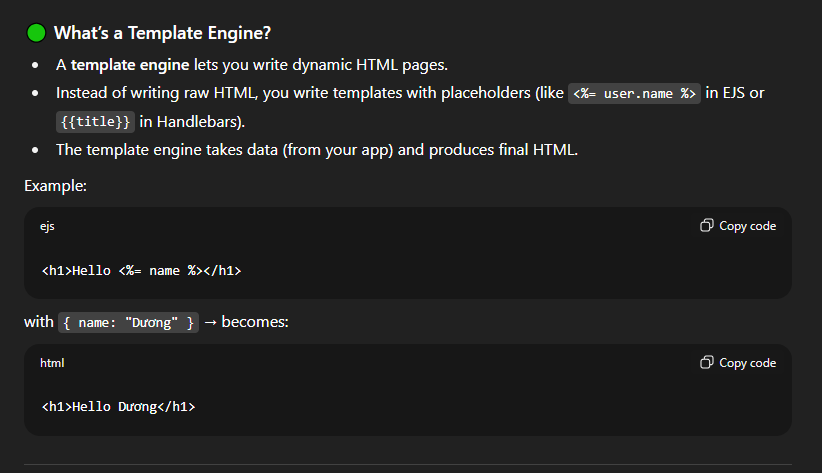 What's a Template Engine?
• A template engine lets you write dynamic HTML pages.
• Instead of writing raw HTML, you write templates with placeholders (like <%= user.name %> in EJS or
{{title}} in Handlebars).
• The template engine takes data (from your app) and produces final HTML.
Example:
ejs Copy code
<h1>Hello <%= name %></h1>
with { name: "Dương" } → becomes:
html Copy code
<h1>Hello Dương</h1>